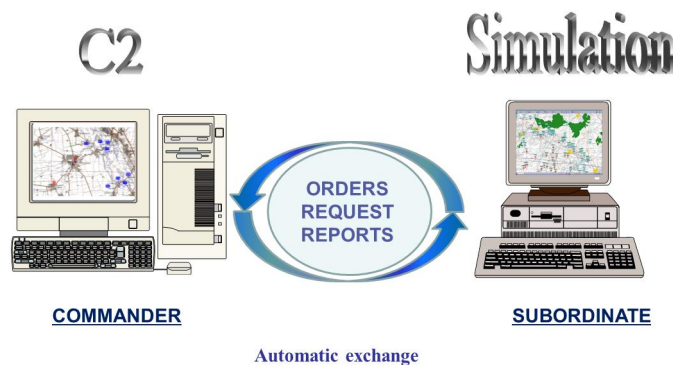 C2
Simulation
ORDERS
REQUEST
REPORTS
COMMANDER
SUBORDINATE
Automatic exchange